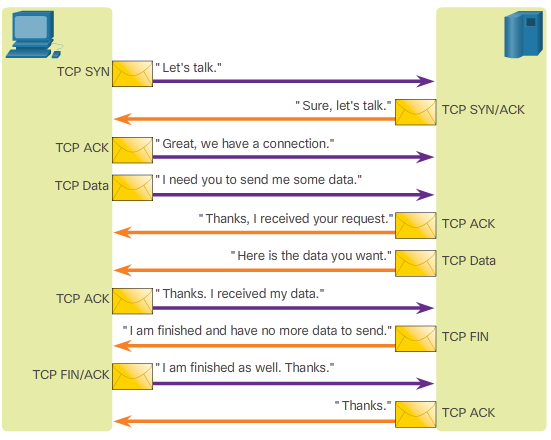 TCP SYN " Let's talk."
" Sure, let's talk." TCP SYN/ACK
TCP ACK " Great, we have a connection."
TCP Data " I need you to send me some data."
" Thanks, I received your request." TCP ACK
" Here is the data you want." TCP Data
TCP ACK " Thanks. I received my data."
" I am finished and have no more data to send." TCP FIN
TCP FIN/ACK " I am finished as well. Thanks."
" Thanks." TCP ACK